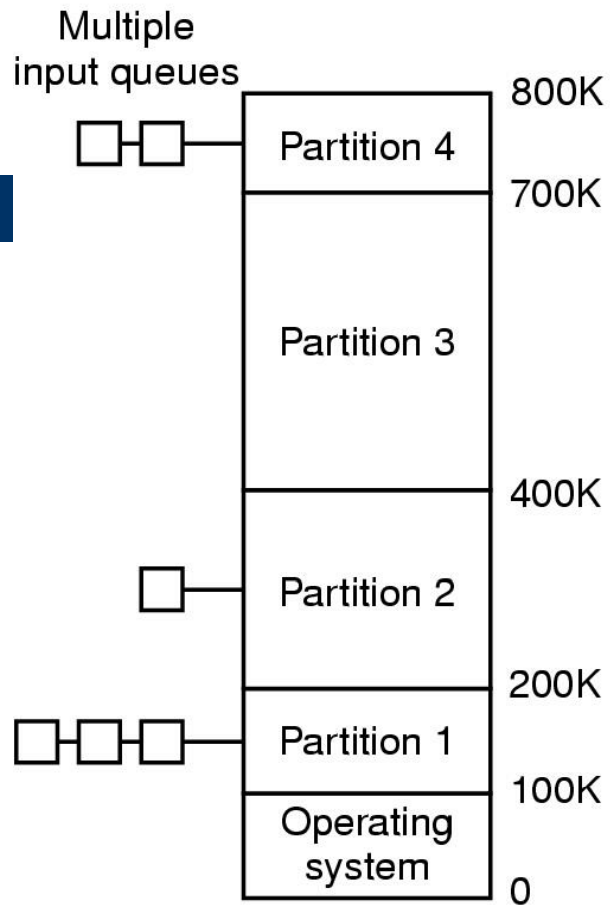 Multiple
input queues
800K
Partition 4
700K
Partition 3
400K
Partition 2
200K
Partition 1
100K
Operating
system
0